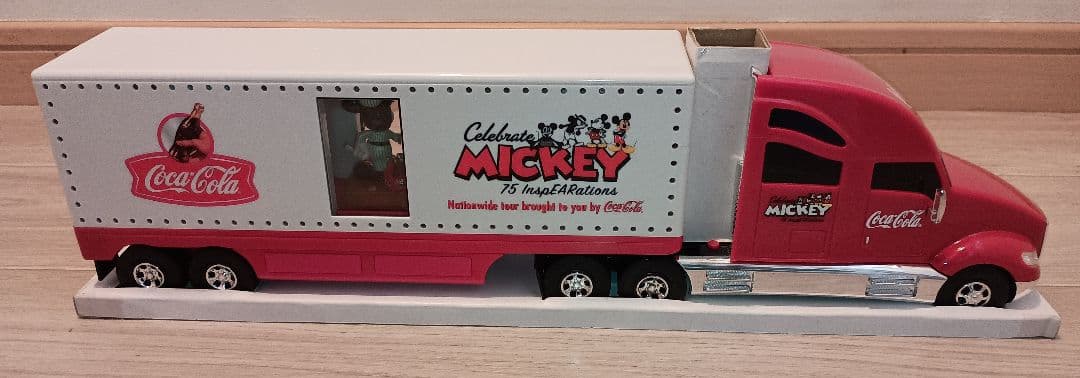 Coca-Cola
Celebrate
MICKEY
75 InspEARations
Nationwide tour brought to you by Coca-Cola.
MICKEY
Coca-Cola